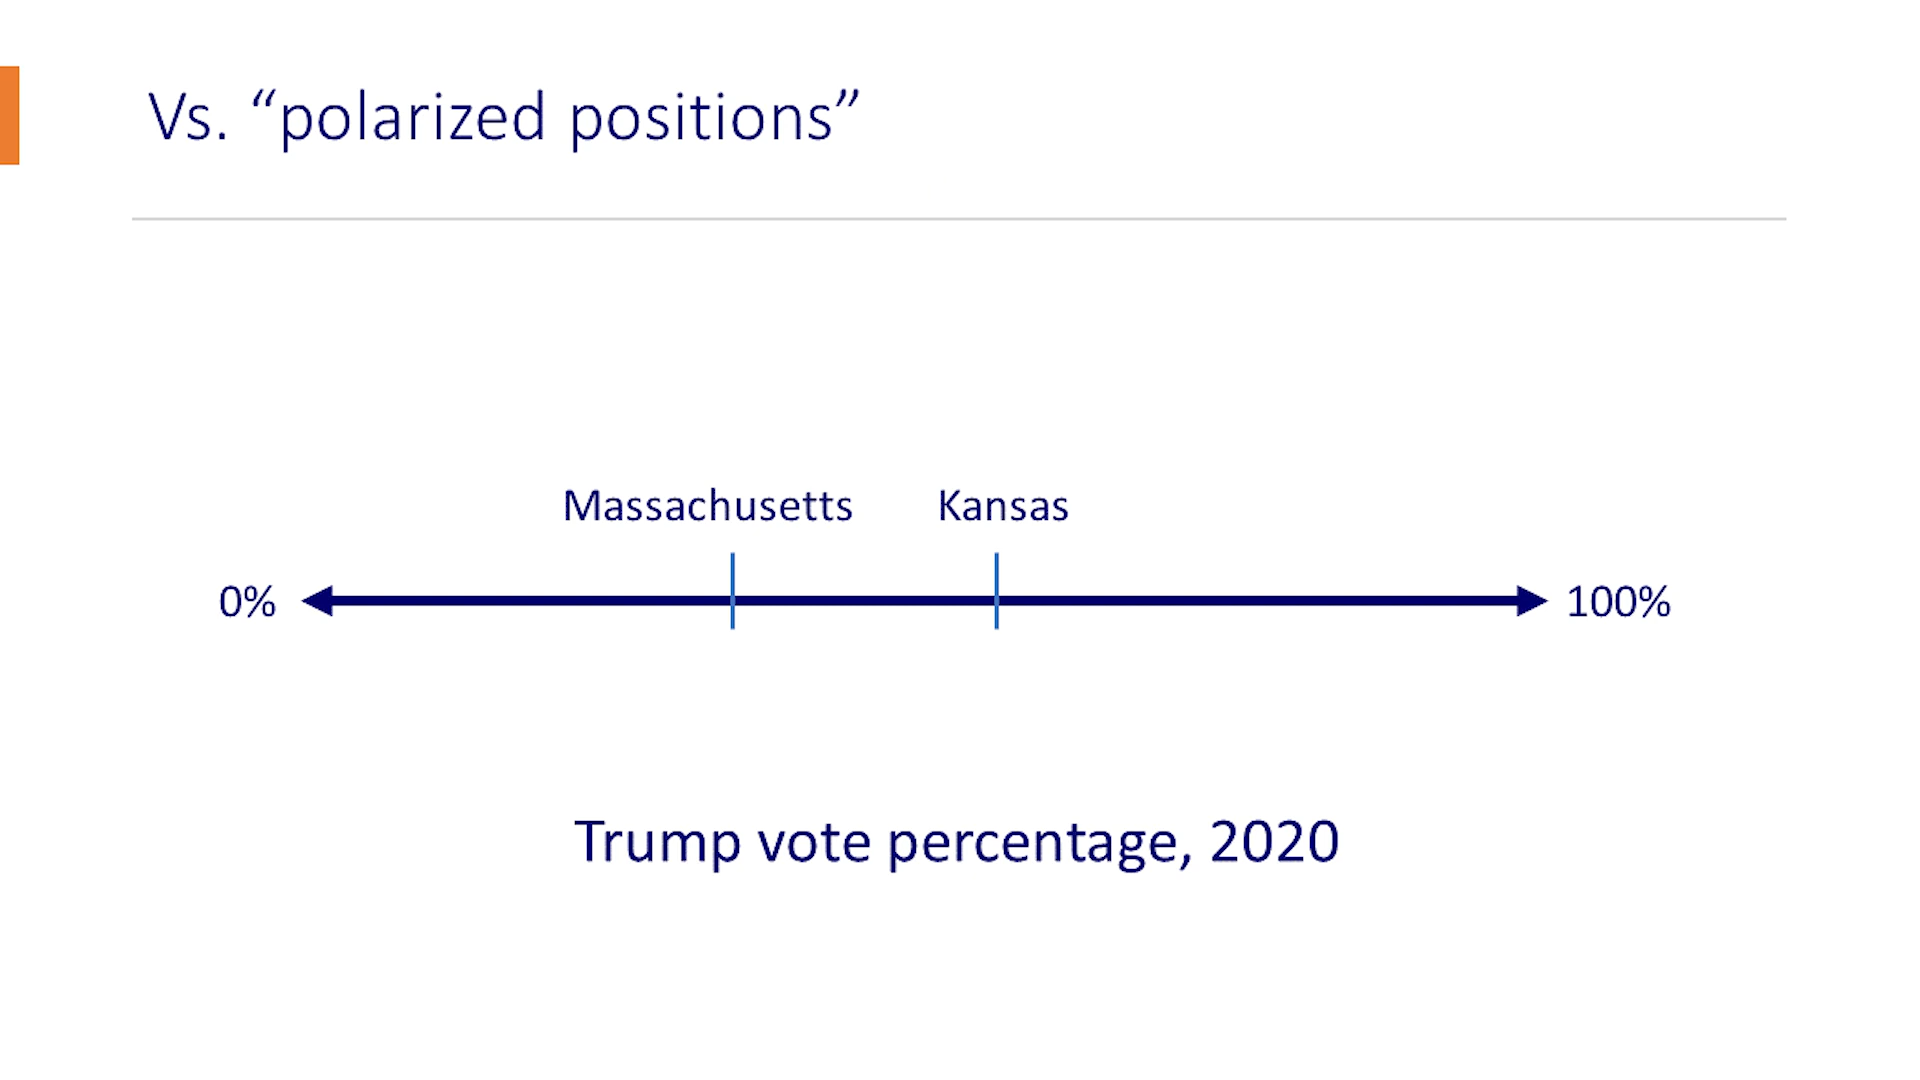 Vs. “polarized positions”
Massachusetts
Kansas
0%
100%
Trump vote percentage, 2020